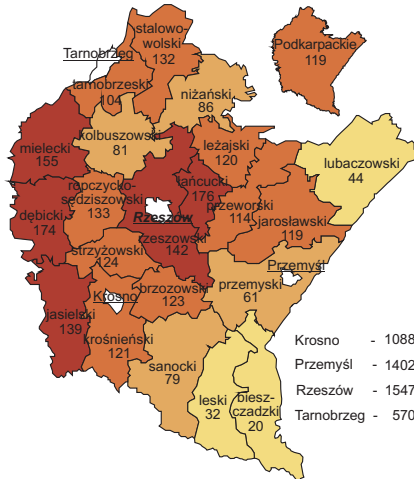 stalowo-
wolski
132
Tarnobrzeg
Podkarpackie
119
tarnobrzeski
104
niżański
86
kolbuszowski
81
mielecki
155
leżajski
120
lubaczowski
44
łańcucki
176
ropczycko-
sędziszowski
133
dębicki
174
Rzeszów
przeworski
114
jarosławski
119
rzeszowski
142
strzyżowski
124
Przemyśl
przemyski
61
Krosno
brzozowski
123
jasielski
139
krośnieński
121
sanocki
79
leski
32
biesz-
czadzki
20
Krosno - 1088
Przemyśl - 1402
Rzeszów - 1547
Tarnobrzeg - 570